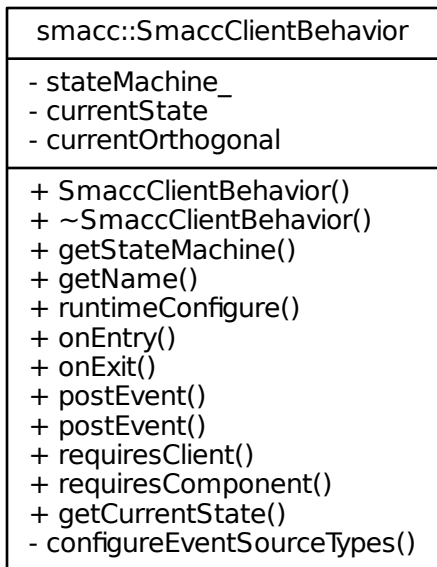 smacc::SmaccClientBehavior
- stateMachine_
- currentState
- currentOrthogonal
+ SmaccClientBehavior()
+ ~SmaccClientBehavior()
+ getStateMachine()
+ getName()
+ runtimeConfigure()
+ onEntry()
+ onExit()
+ postEvent()
+ postEvent()
+ requiresClient()
+ requiresComponent()
+ getCurrentState()
- configureEventSourceTypes()